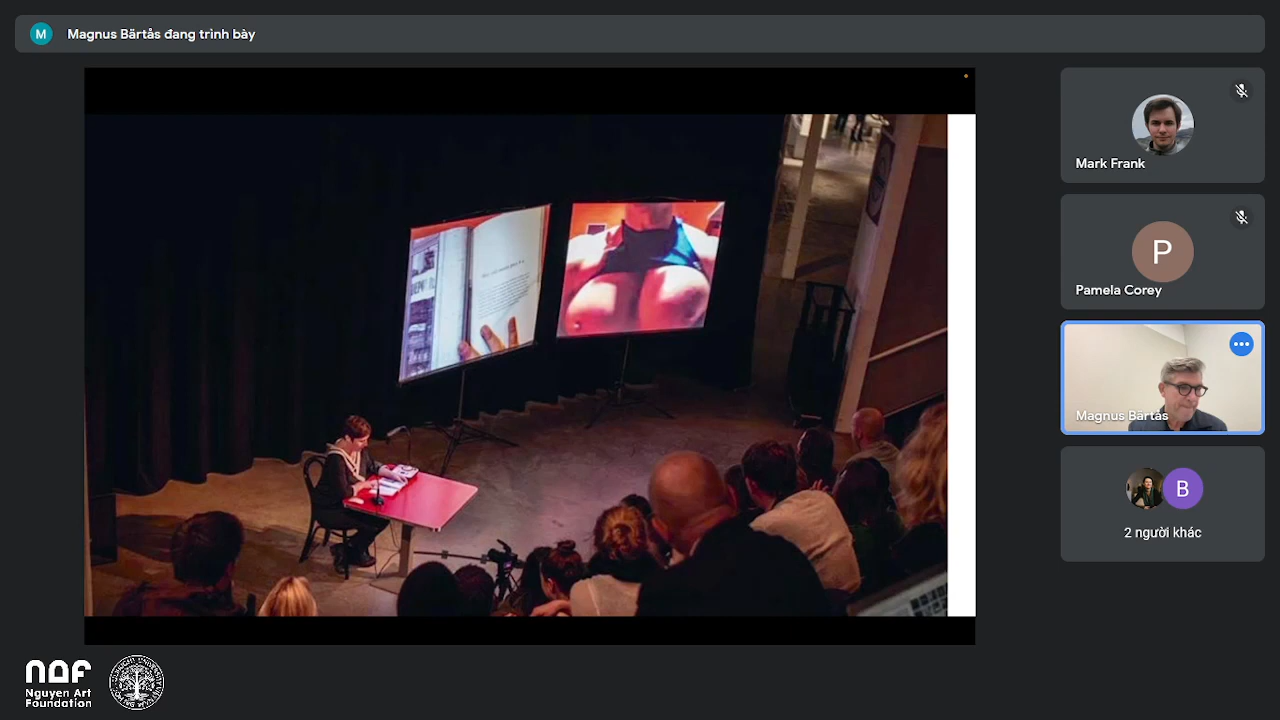 M
Magnus Bärtås đang trình bày
Mark Frank
P
Pamela Corey
Magnus Bärtås
B
2 người khác
naf
Nguyen Art
Foundation